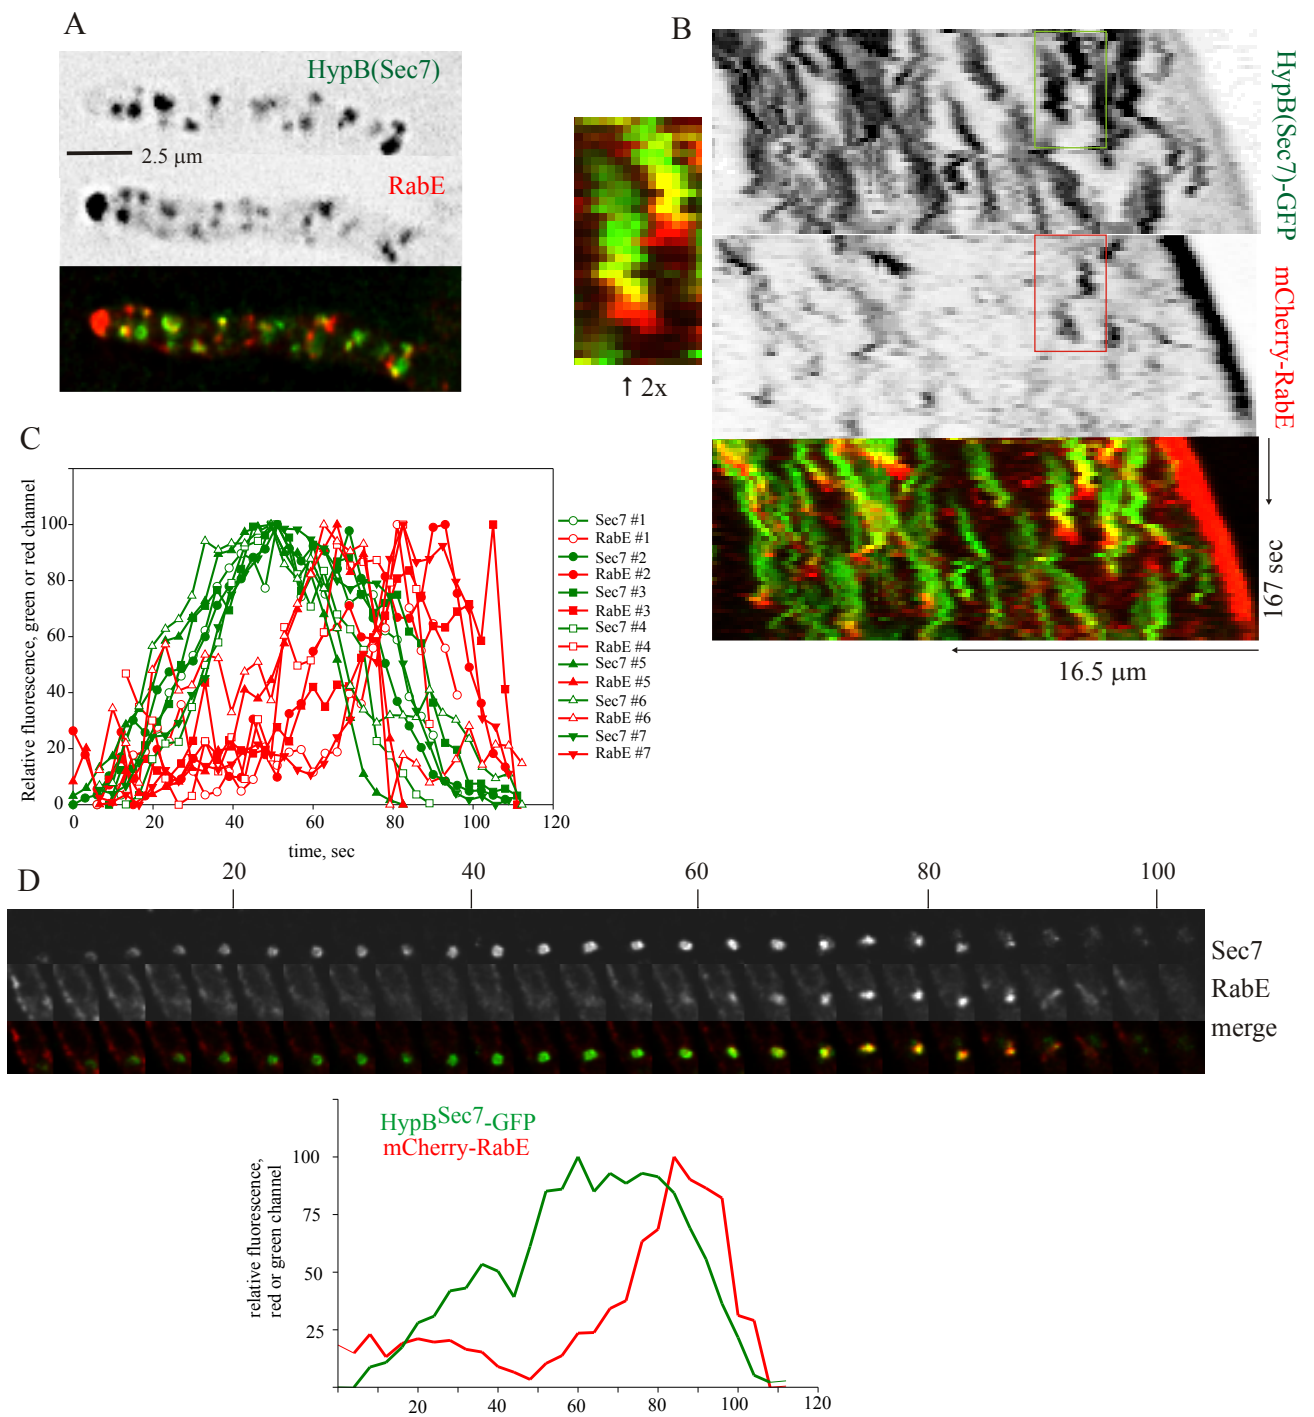 A
HypB(Sec7)
2.5 µm
RabE
↑ 2x
B
HypB(Sec7)-GFP
mCherry-RabE
167 sec
16.5 µm
C
Relative fluorescence, green or red channel
100
80
60
40
20
0
0 20 40 60 80 100 120
time, sec
Sec7 #1
RabE #1
Sec7 #2
RabE #2
Sec7 #3
RabE #3
Sec7 #4
RabE #4
Sec7 #5
RabE #5
Sec7 #6
RabE #6
Sec7 #7
RabE #7
D
20 40 60 80 100
Sec7
RabE
merge
HypBSec7-GFP
mCherry-RabE
relative fluorescence,
red or green channel
100
75
50
25
20 40 60 80 100 120